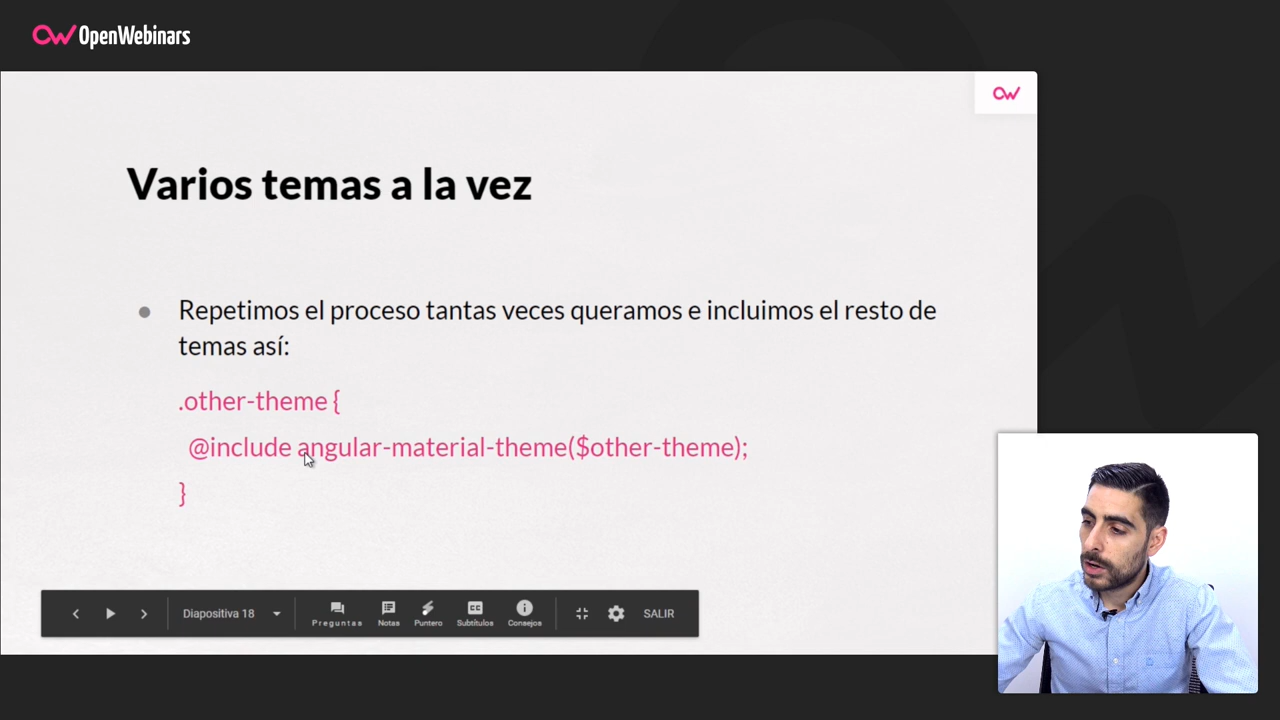 OpenWebinars
Varios temas a la vez
Repetimos el proceso tantas veces queramos e incluimos el resto de
temas así:
.other-theme {
@include angular-material-theme($other-theme);
}
Diapositiva 18
Preguntas
Notas
Puntero
CC
Subtítulos
Consejos
SALIR